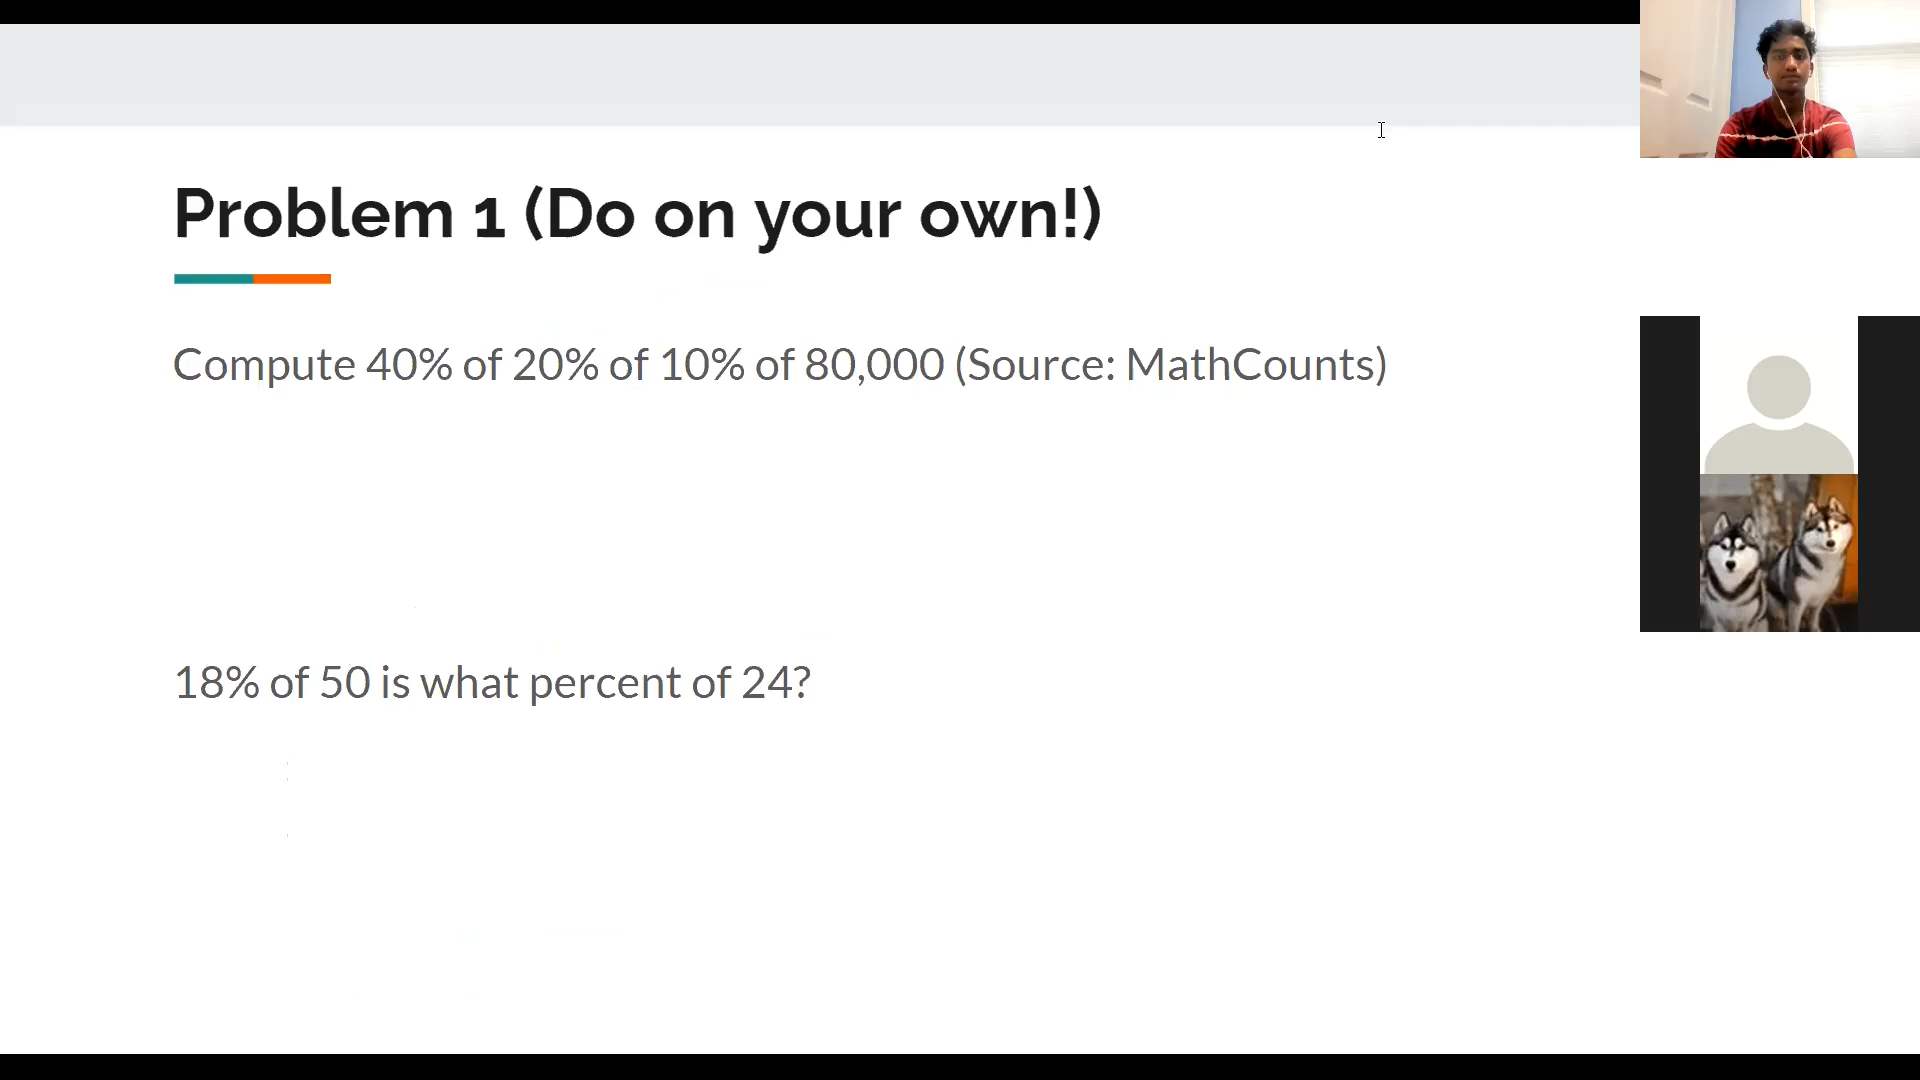 Problem 1 (Do on your own!)
Compute 40% of 20% of 10% of 80,000 (Source: MathCounts)
18% of 50 is what percent of 24?